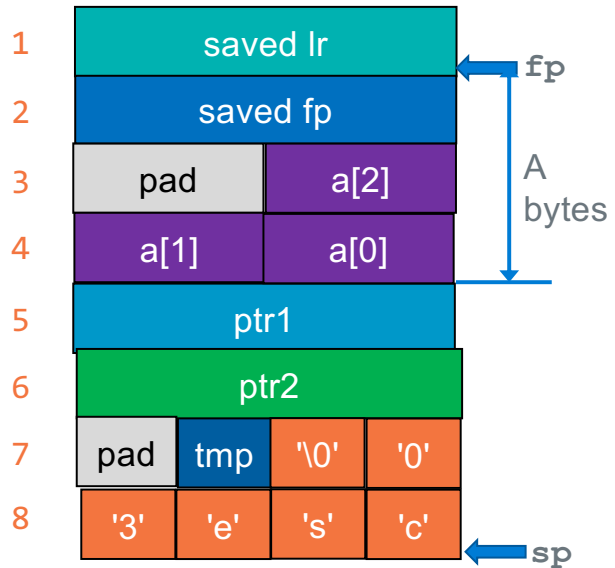 1 saved lr
fp
2 saved fp
3 pad a[2]
A
bytes
4 a[1] a[0]
5 ptr1
6 ptr2
7 pad tmp '\0' '0'
8 '3' 'e' 's' 'c'
sp